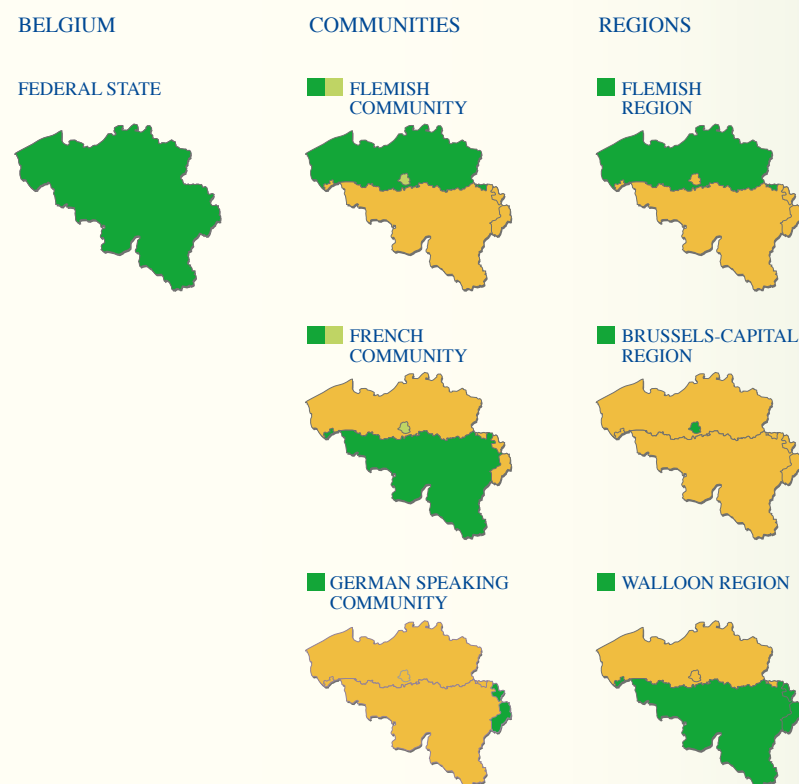 BELGIUM
FEDERAL STATE
COMMUNITIES
FLEMISH
COMMUNITY
FRENCH
COMMUNITY
GERMAN SPEAKING
COMMUNITY
REGIONS
FLEMISH
REGION
BRUSSELS-CAPITAL
REGION
WALLOON REGION